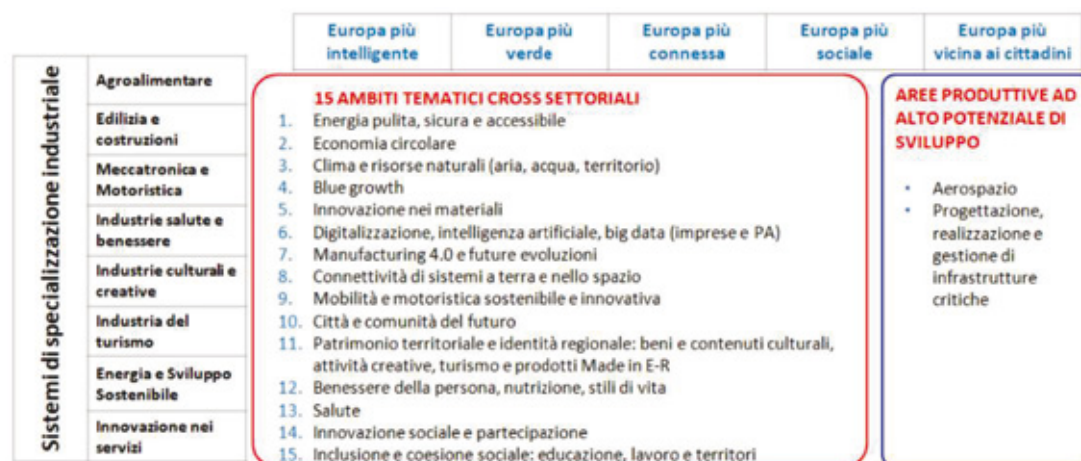 Europa più
intelligente
Europa più
verde
Europa più
connessa
Europa più
sociale
Europa più
vicina ai cittadini
Sistemi di specializzazione industriale
Agroalimentare
Edilizia e
costruzioni
Meccatronica e
Motoristica
Industrie salute e
benessere
Industrie culturali e
creative
Industria del
turismo
Energia e Sviluppo
Sostenibile
Innovazione nei
servizi
15 AMBITI TEMATICI CROSS SETTORIALI
1. Energia pulita, sicura e accessibile
2. Economia circolare
3. Clima e risorse naturali (aria, acqua, territorio)
4. Blue growth
5. Innovazione nei materiali
6. Digitalizzazione, intelligenza artificiale, big data (imprese e PA)
7. Manufacturing 4.0 e future evoluzioni
8. Connettività di sistemi a terra e nello spazio
9. Mobilità e motoristica sostenibile e innovativa
10. Città e comunità del futuro
11. Patrimonio territoriale e identità regionale: beni e contenuti culturali,
attività creative, turismo e prodotti Made in E-R
12. Benessere della persona, nutrizione, stili di vita
13. Salute
14. Innovazione sociale e partecipazione
15. Inclusione e coesione sociale: educazione, lavoro e territori
AREE PRODUTTIVE AD
ALTO POTENZIALE DI
SVILUPPO
• Aerospazio
• Progettazione,
realizzazione e
gestione di
infrastrutture
critiche